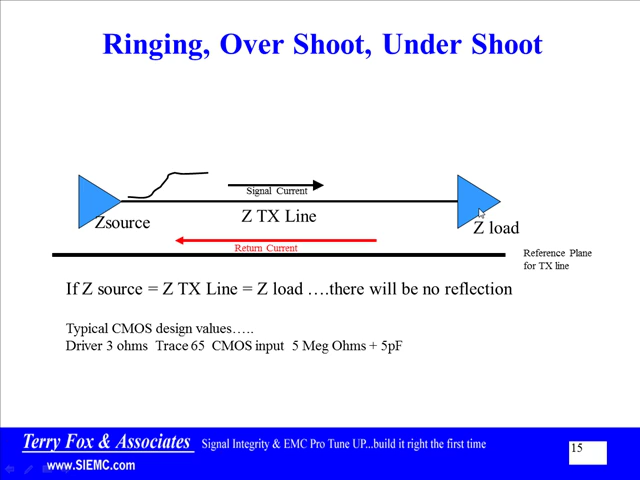 Ringing, Over Shoot, Under Shoot
Signal Current
Zsource
Z TX Line
Z load
Return Current
Reference Plane
for TX line
If Z source = Z TX Line = Z load ….there will be no reflection
Typical CMOS design values…..
Driver 3 ohms Trace 65 CMOS input 5 Meg Ohms + 5pF
Terry Fox & Associates Signal Integrity & EMC Pro Tune UP...build it right the first time
15
www.SIEMC.com